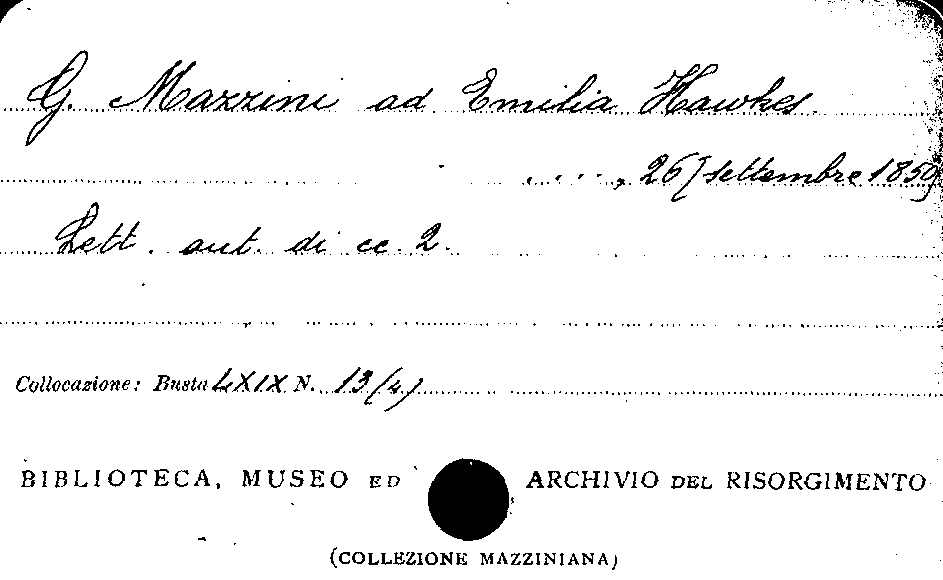 G. Mazzini ad Emilia Hawkes.
...., 26 [settembre 1859
Lett. aut. di cc. 2.
Collocazione: Busta LXIX N. 13 (4)
BIBLIOTECA, MUSEO ED ARCHIVIO DEL RISORGIMENTO
(COLLEZIONE MAZZINIANA)